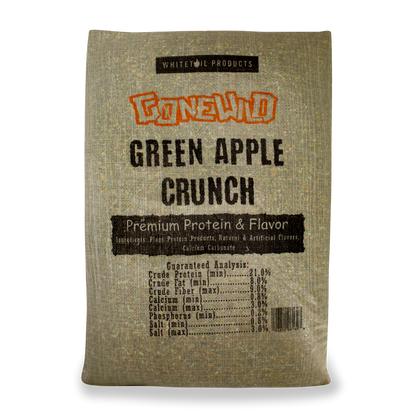 WHITETAIL PRODUCTS
GONEWILD
GREEN APPLE
CRUNCH
Premium Protein & Flavor
Ingredients: Plant Protein Products, Natural & Artificial Flavors,
Calcium Carbonate
Guaranteed Analysis:
Crude Protein (min)......21.0%
Crude Fat (min)
Crude Fiber (max)
Calcium (min)
Calcium (max)
Phosphorus (min)
Salt (min)
Salt (max)